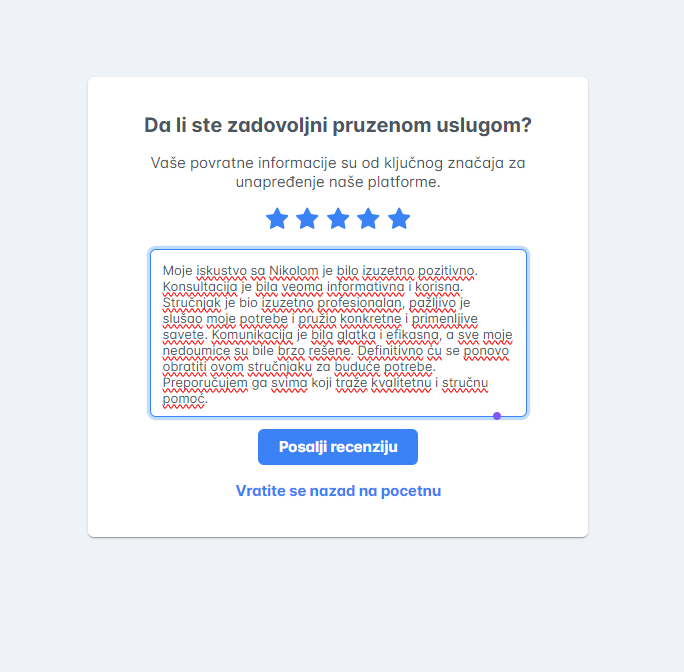 Da li ste zadovoljni pruzenom uslugom?
Vaše povratne informacije su od ključnog značaja za
unapređenje naše platforme.
Moje iskustvo sa Nikolom je bilo izuzetno pozitivno.
Konsultacija je bila veoma informativna i korisna.
Stručnjak je bio izuzetno profesionalan, pažljivo je
slušao moje potrebe i pružio konkretne i primenljive
savete. Komunikacija je bila glatka i efikasna, a sve moje
nedoumice su bile brzo rešene. Definitivno ću se ponovo
obratiti ovom stručnjaku za buduće potrebe.
Preporučujem ga svima koji traže kvalitetnu i stručnu
pomoć.
Posalji recenziju
Vratite se nazad na pocetnu